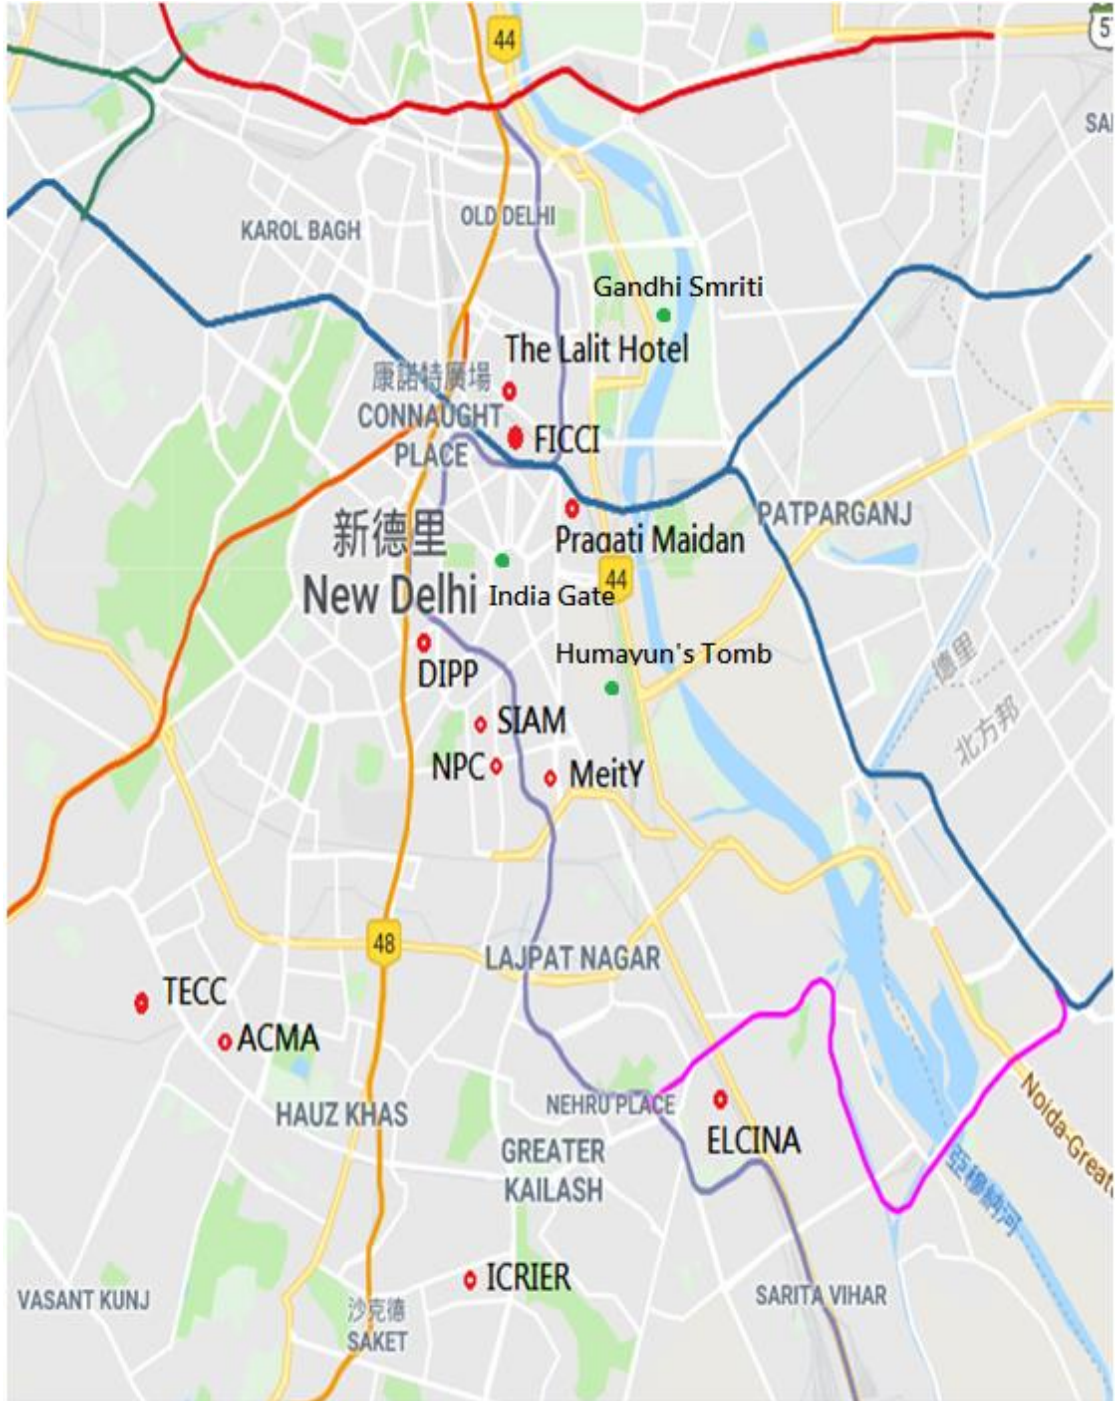 44
5
SA
OLD DELHI
KAROL BAGH
Gandhi Smriti
The Lalit Hotel
康諾特廣場
CONNAUGHT
PLACE
FICCI
PATPARGANJ
Pragati Maidan
新德里
New Delhi
44
India Gate
Humayun's Tomb
德里
北方邦
DIPP
SIAM
NPC
MeitY
48
LAJPAT NAGAR
TECC
ACMA
HAUZ KHAS
NEHRU PLACE
ELCINA
GREATER
KAILASH
Noida-Greate
亞穆納河
ICRIER
VASANT KUNJ
沙克德
SAKET
SARITA VIHAR